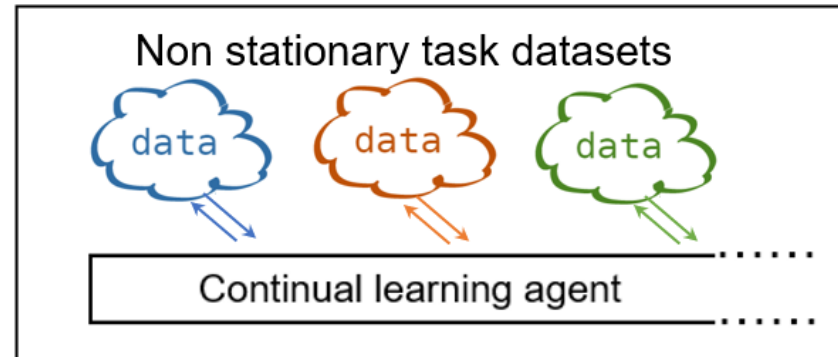 Non stationary task datasets
data data data
Continual learning agent